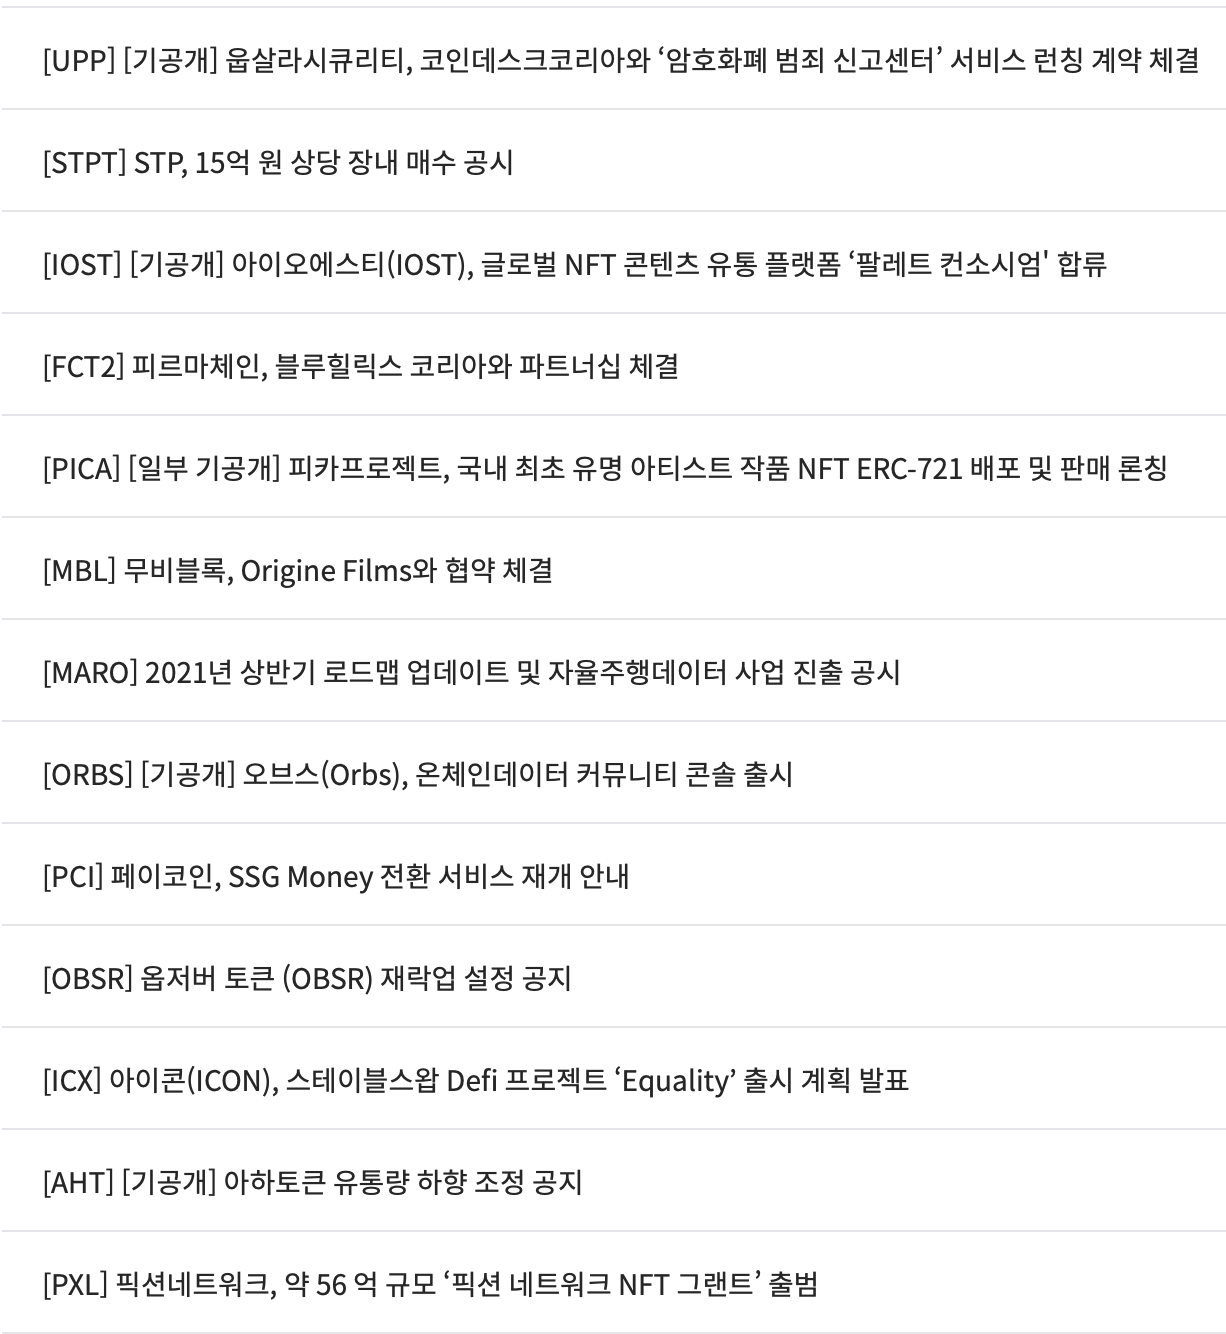 [UPP] [기공개] 웁살라시큐리티, 코인데스크코리아와 ‘암호화폐 범죄 신고센터’ 서비스 런칭 계약 체결
[STPT] STP, 15억 원 상당 장내 매수 공시
[IOST] [기공개] 아이오에스티(IOST), 글로벌 NFT 콘텐츠 유통 플랫폼 ‘팔레트 컨소시엄' 합류
[FCT2] 피르마체인, 블루힐릭스 코리아와 파트너십 체결
[PICA] [일부 기공개] 피카프로젝트, 국내 최초 유명 아티스트 작품 NFT ERC-721 배포 및 판매 론칭
[MBL] 무비블록, Origine Films와 협약 체결
[MARO] 2021년 상반기 로드맵 업데이트 및 자율주행데이터 사업 진출 공시
[ORBS] [기공개] 오브스(Orbs), 온체인데이터 커뮤니티 콘솔 출시
[PCI] 페이코인, SSG Money 전환 서비스 재개 안내
[OBSR] 옵저버 토큰 (OBSR) 재락업 설정 공지
[ICX] 아이콘(ICON), 스테이블스왑 Defi 프로젝트 ‘Equality’ 출시 계획 발표
[AHT] [기공개] 아하토큰 유통량 하향 조정 공지
[PXL] 픽션네트워크, 약 56 억 규모 ‘픽션 네트워크 NFT 그랜트’ 출범